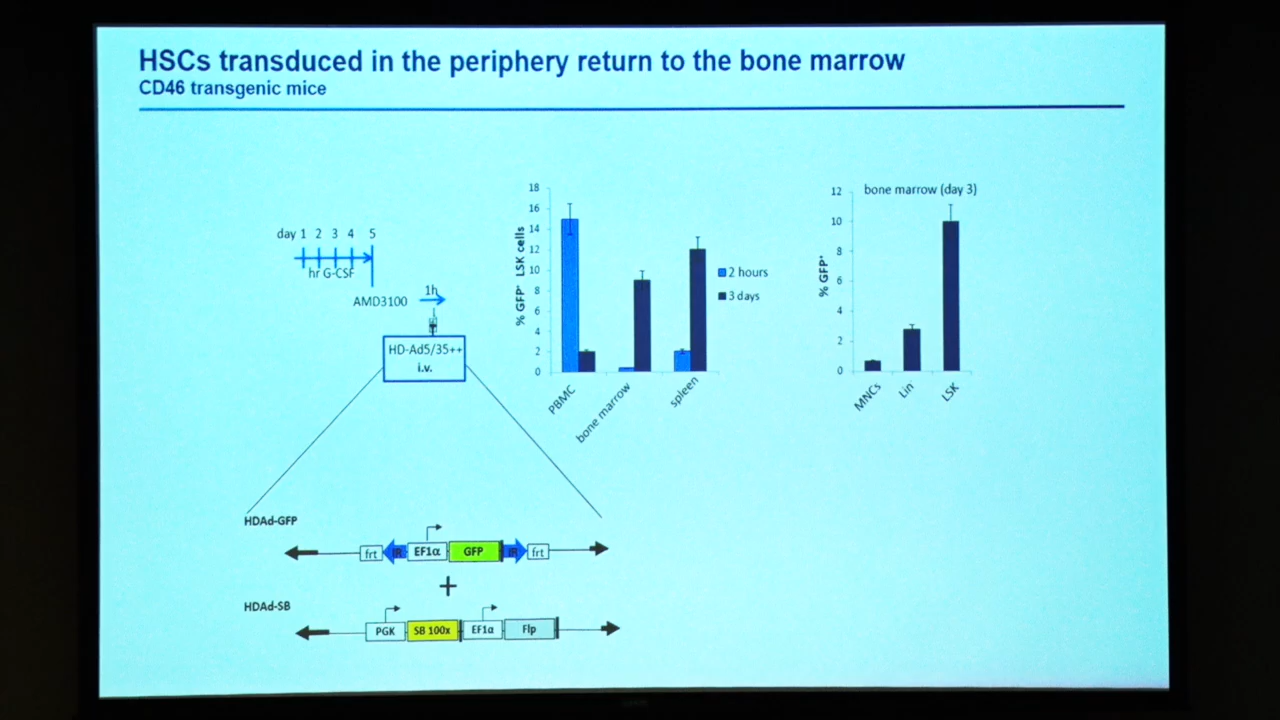 HSCs transduced in the periphery return to the bone marrow
CD46 transgenic mice
day 1 2 3 4 5
hr G-CSF
AMD3100
1h
HD-Ad5/35++
i.v.
% GFP⁺ LSK cells
18
16
14
12
10
8
6
4
2
0
PBMC
bone marrow
spleen
2 hours
3 days
bone marrow (day 3)
% GFP⁺
12
10
8
6
4
2
0
MNCs
Lin⁻
LSK
HDAd-GFP
frt IR EF1α GFP IR frt
+
HDAd-SB
PGK SB 100x EF1α Flp